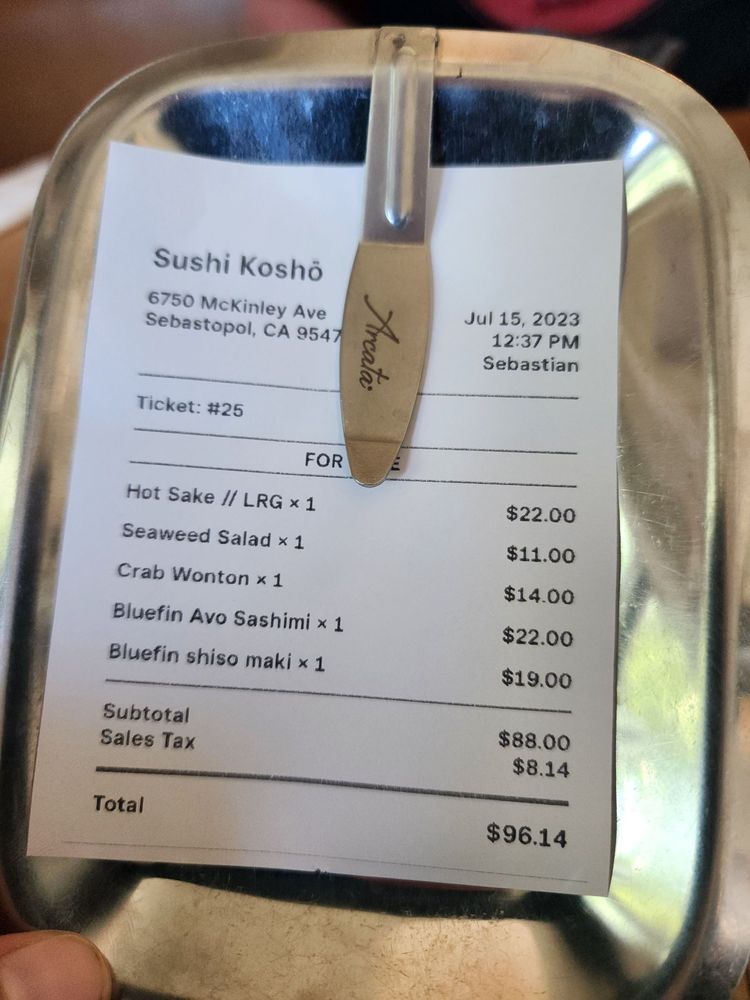 Sushi Koshō
6750 McKinley Ave
Sebastopol, CA 9547
Jul 15, 2023
12:37 PM
Sebastian
Arcata
Ticket: #25
FOR
Hot Sake // LRG × 1 $22.00
Seaweed Salad × 1 $11.00
Crab Wonton × 1 $14.00
Bluefin Avo Sashimi × 1 $22.00
Bluefin shiso maki × 1 $19.00
Subtotal $88.00
Sales Tax $8.14
Total $96.14